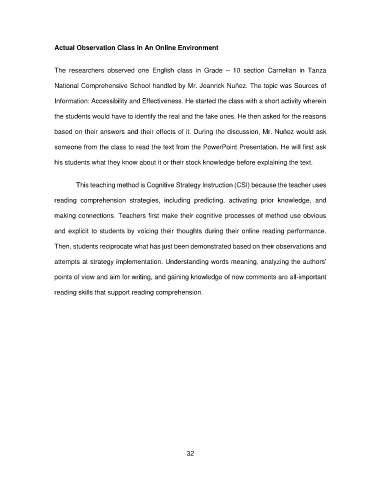 Actual Observation Class in An Online Environment
The researchers observed one English class in Grade – 10 section Carnelian in Tanza
National Comprehensive School handled by Mr. Jeanrick Nuñez. The topic was Sources of
Information: Accessibility and Effectiveness. He started the class with a short activity wherein
the students would have to identify the real and the fake ones. He then asked for the reasons
based on their answers and their effects of it. During the discussion, Mr. Nuñez would ask
someone from the class to read the text from the PowerPoint Presentation. He will first ask
his students what they know about it or their stock knowledge before explaining the text.
This teaching method is Cognitive Strategy Instruction (CSI) because the teacher uses
reading comprehension strategies, including predicting, activating prior knowledge, and
making connections. Teachers first make their cognitive processes of method use obvious
and explicit to students by voicing their thoughts during their online reading performance.
Then, students reciprocate what has just been demonstrated based on their observations and
attempts at strategy implementation. Understanding words meaning, analyzing the authors'
points of view and aim for writing, and gaining knowledge of new comments are all-important
reading skills that support reading comprehension.
32